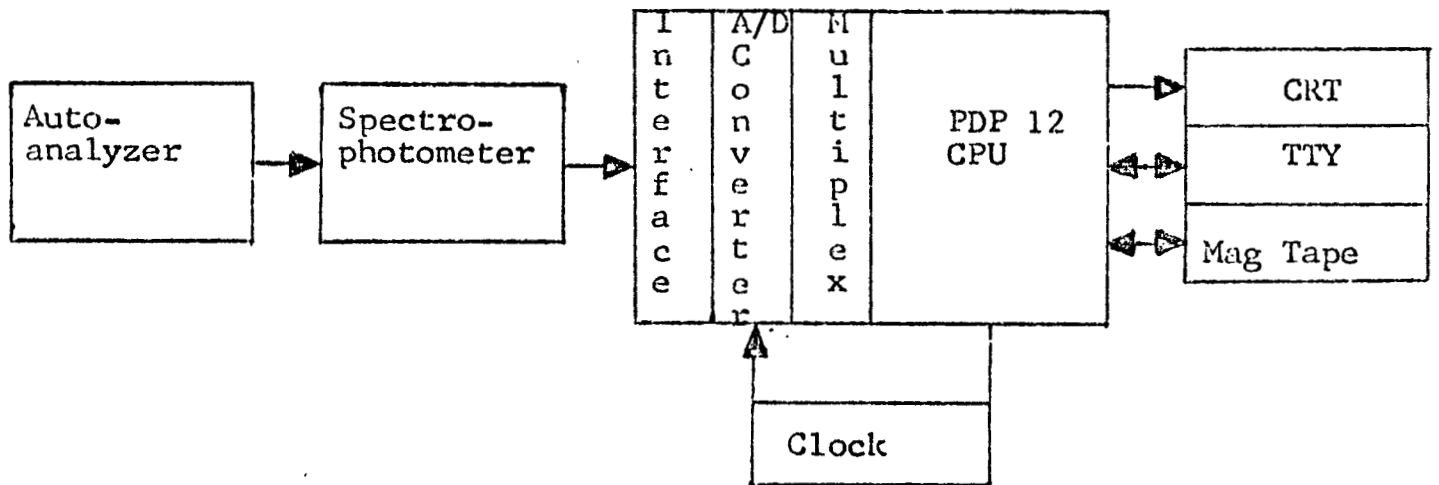 Auto-
analyzer
Spectro-
photometer
Interface
A/D Converter
Multiplex
PDP 12
CPU
CRT
TTY
Mag Tape
Clock